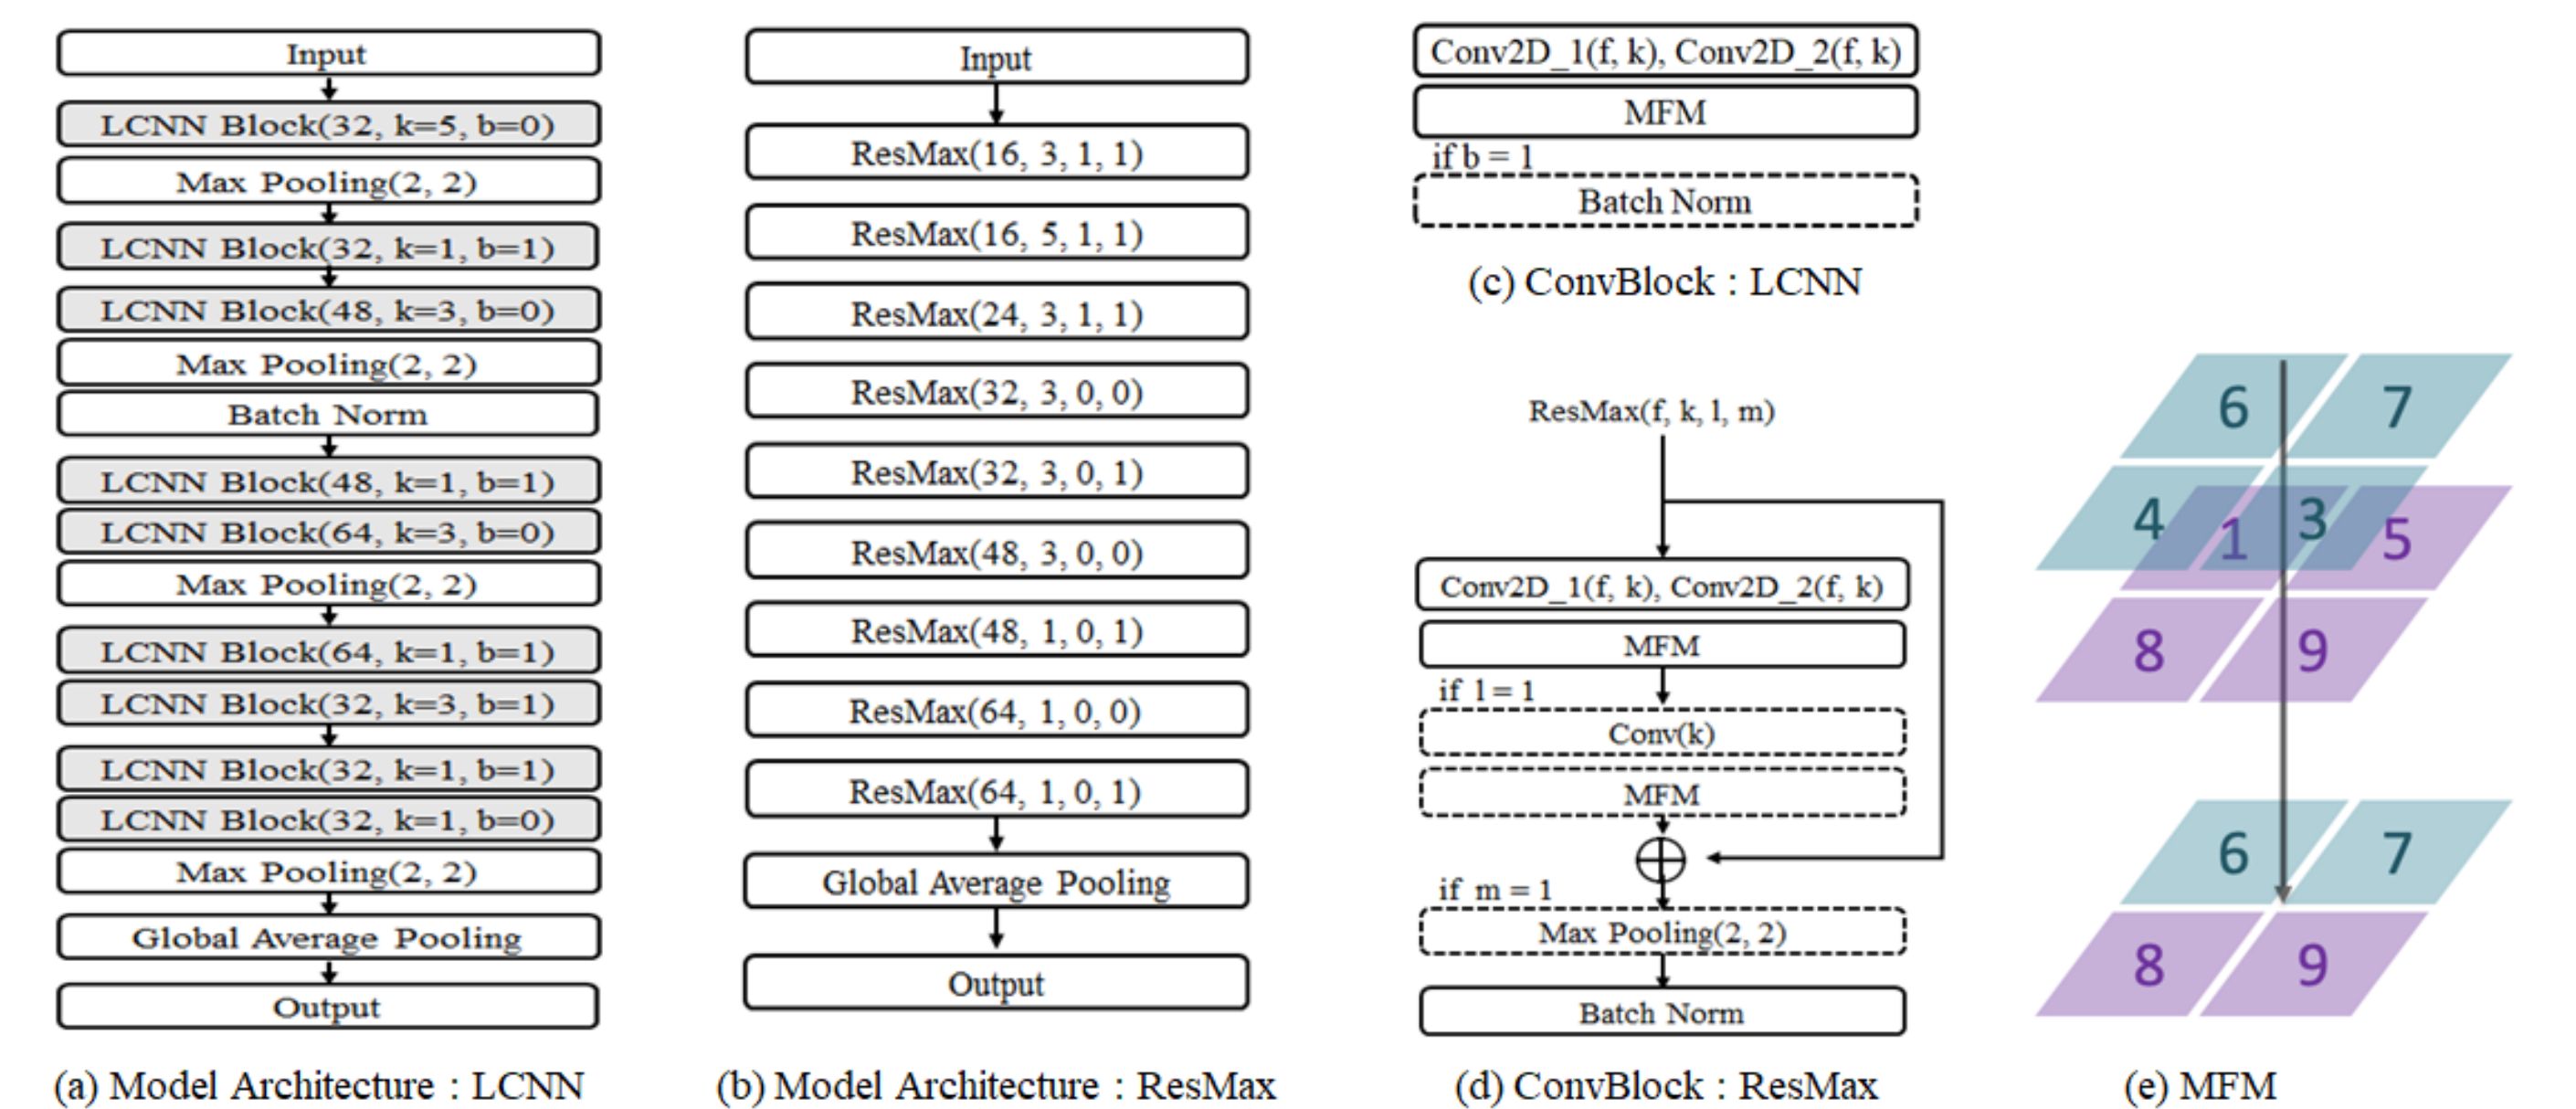 Input
LCNN Block(32, k=5, b=0)
Max Pooling(2, 2)
LCNN Block(32, k=1, b=1)
LCNN Block(48, k=3, b=0)
Max Pooling(2, 2)
Batch Norm
LCNN Block(48, k=1, b=1)
LCNN Block(64, k=3, b=0)
Max Pooling(2, 2)
LCNN Block(64, k=1, b=1)
LCNN Block(32, k=3, b=1)
LCNN Block(32, k=1, b=1)
LCNN Block(32, k=1, b=0)
Max Pooling(2, 2)
Global Average Pooling
Output
(a) Model Architecture : LCNN
Input
ResMax(16, 3, 1, 1)
ResMax(16, 5, 1, 1)
ResMax(24, 3, 1, 1)
ResMax(32, 3, 0, 0)
ResMax(32, 3, 0, 1)
ResMax(48, 3, 0, 0)
ResMax(48, 1, 0, 1)
ResMax(64, 1, 0, 0)
ResMax(64, 1, 0, 1)
Global Average Pooling
Output
(b) Model Architecture : ResMax
Conv2D_1(f, k), Conv2D_2(f, k)
MFM
if b = 1
Batch Norm
(c) ConvBlock : LCNN
ResMax(f, k, l, m)
Conv2D_1(f, k), Conv2D_2(f, k)
MFM
if l = 1
Conv(k)
MFM
if m = 1
Max Pooling(2, 2)
Batch Norm
(d) ConvBlock : ResMax
6 7
4 3
1 5
8 9
6 7
8 9
(e) MFM